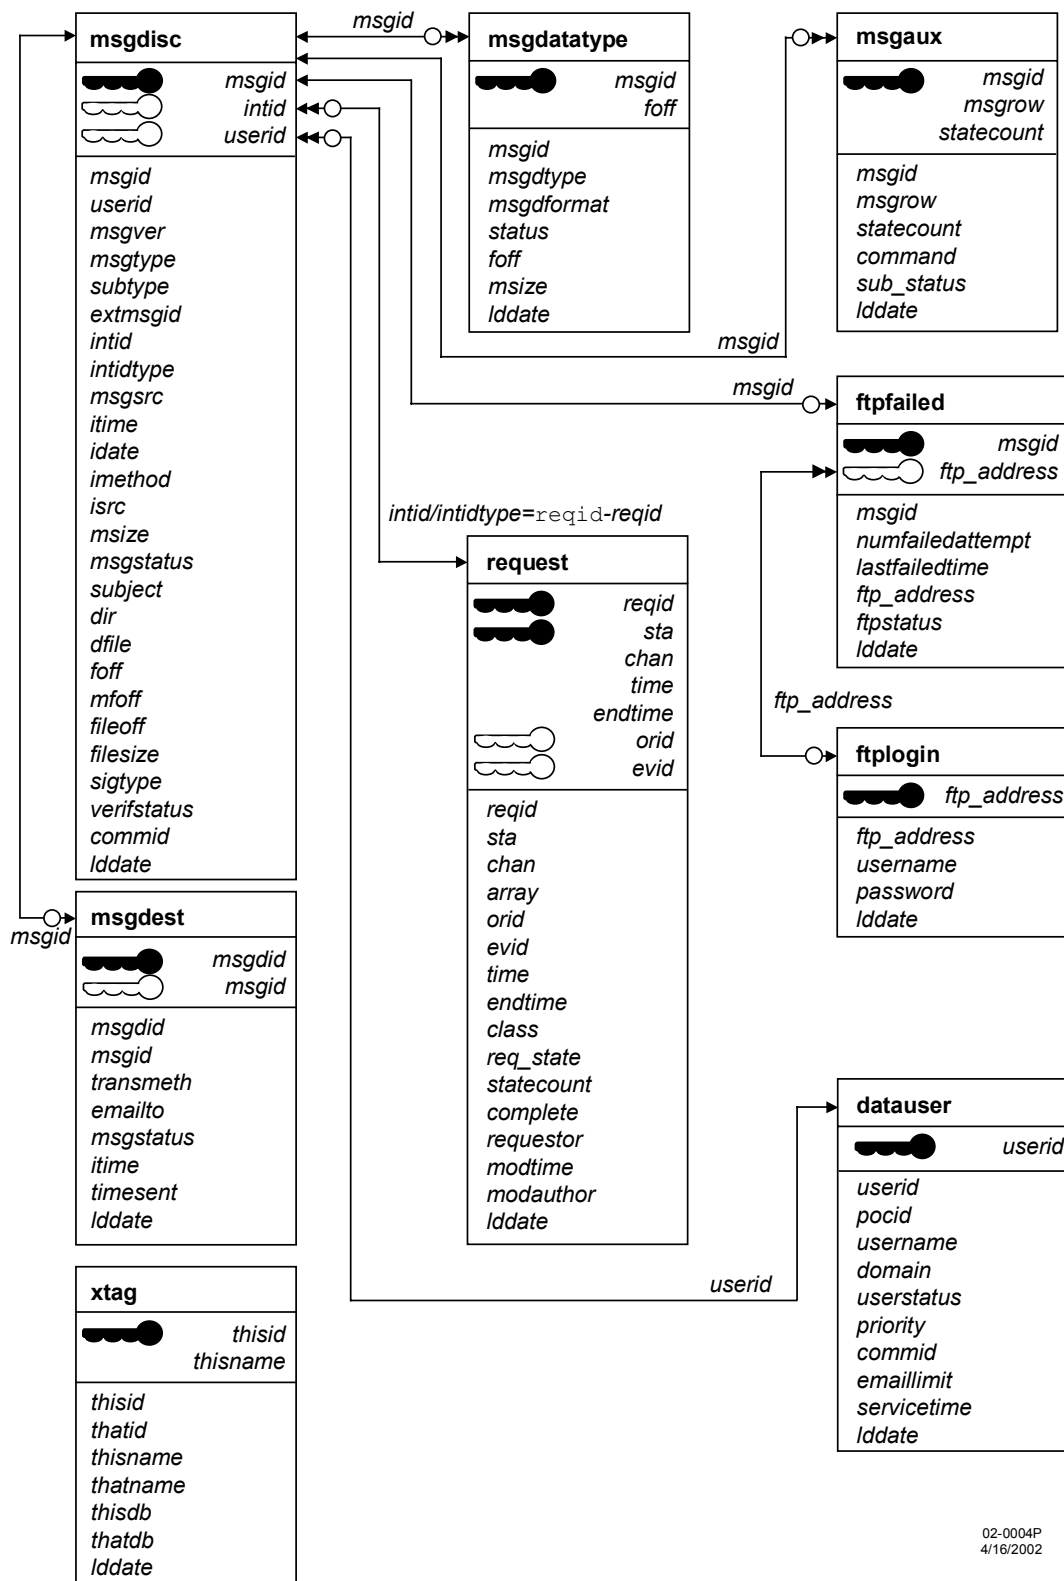 msgid
msgdisc
msgid
intid
userid
msgid
userid
msgver
msgtype
subtype
extmsgid
intid
intidtype
msgsrc
itime
idate
imethod
isrc
msize
msgstatus
subject
dir
dfile
foff
mfoff
fileoff
filesize
sigtype
verifstatus
commid
lddate
msgdatatype
msgid
foff
msgid
msgdtype
msgdformat
status
foff
msize
lddate
msgaux
msgid
msgrow
statecount
msgid
msgrow
statecount
command
sub_status
lddate
msgid
msgid
ftpfailed
msgid
ftp_address
msgid
numfailedattempt
lastfailedtime
ftp_address
ftpstatus
lddate
intid/intidtype=reqid-reqid
request
reqid
sta
chan
time
endtime
orid
evid
reqid
sta
chan
array
orid
evid
time
endtime
class
req_state
statecount
complete
requestor
modtime
modauthor
lddate
ftp_address
ftplogin
ftp_address
ftp_address
username
password
lddate
msgid
msgdest
msgdid
msgid
msgdid
msgid
transmeth
emailto
msgstatus
itime
timesent
lddate
userid
datauser
userid
userid
pocid
username
domain
userstatus
priority
commid
emaillimit
servicetime
lddate
xtag
thisid
thisname
thisid
thatid
thisname
thatname
thisdb
thatdb
lddate
02-0004P
4/16/2002